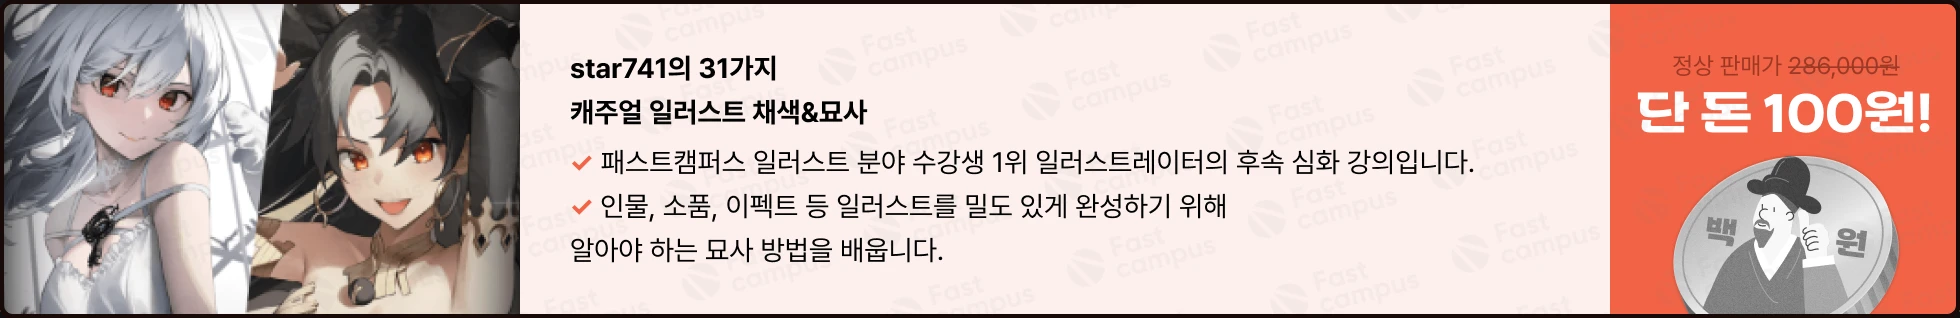 star741의 31가지
캐주얼 일러스트 채색&묘사
패스트캠퍼스 일러스트 분야 수강생 1위 일러스트레이터의 후속 심화 강의입니다.
인물, 소품, 이펙트 등 일러스트를 밀도 있게 완성하기 위해
알아야 하는 묘사 방법을 배웁니다.
정상 판매가 286,000원
단 돈 100원!
백 원
Fast campus